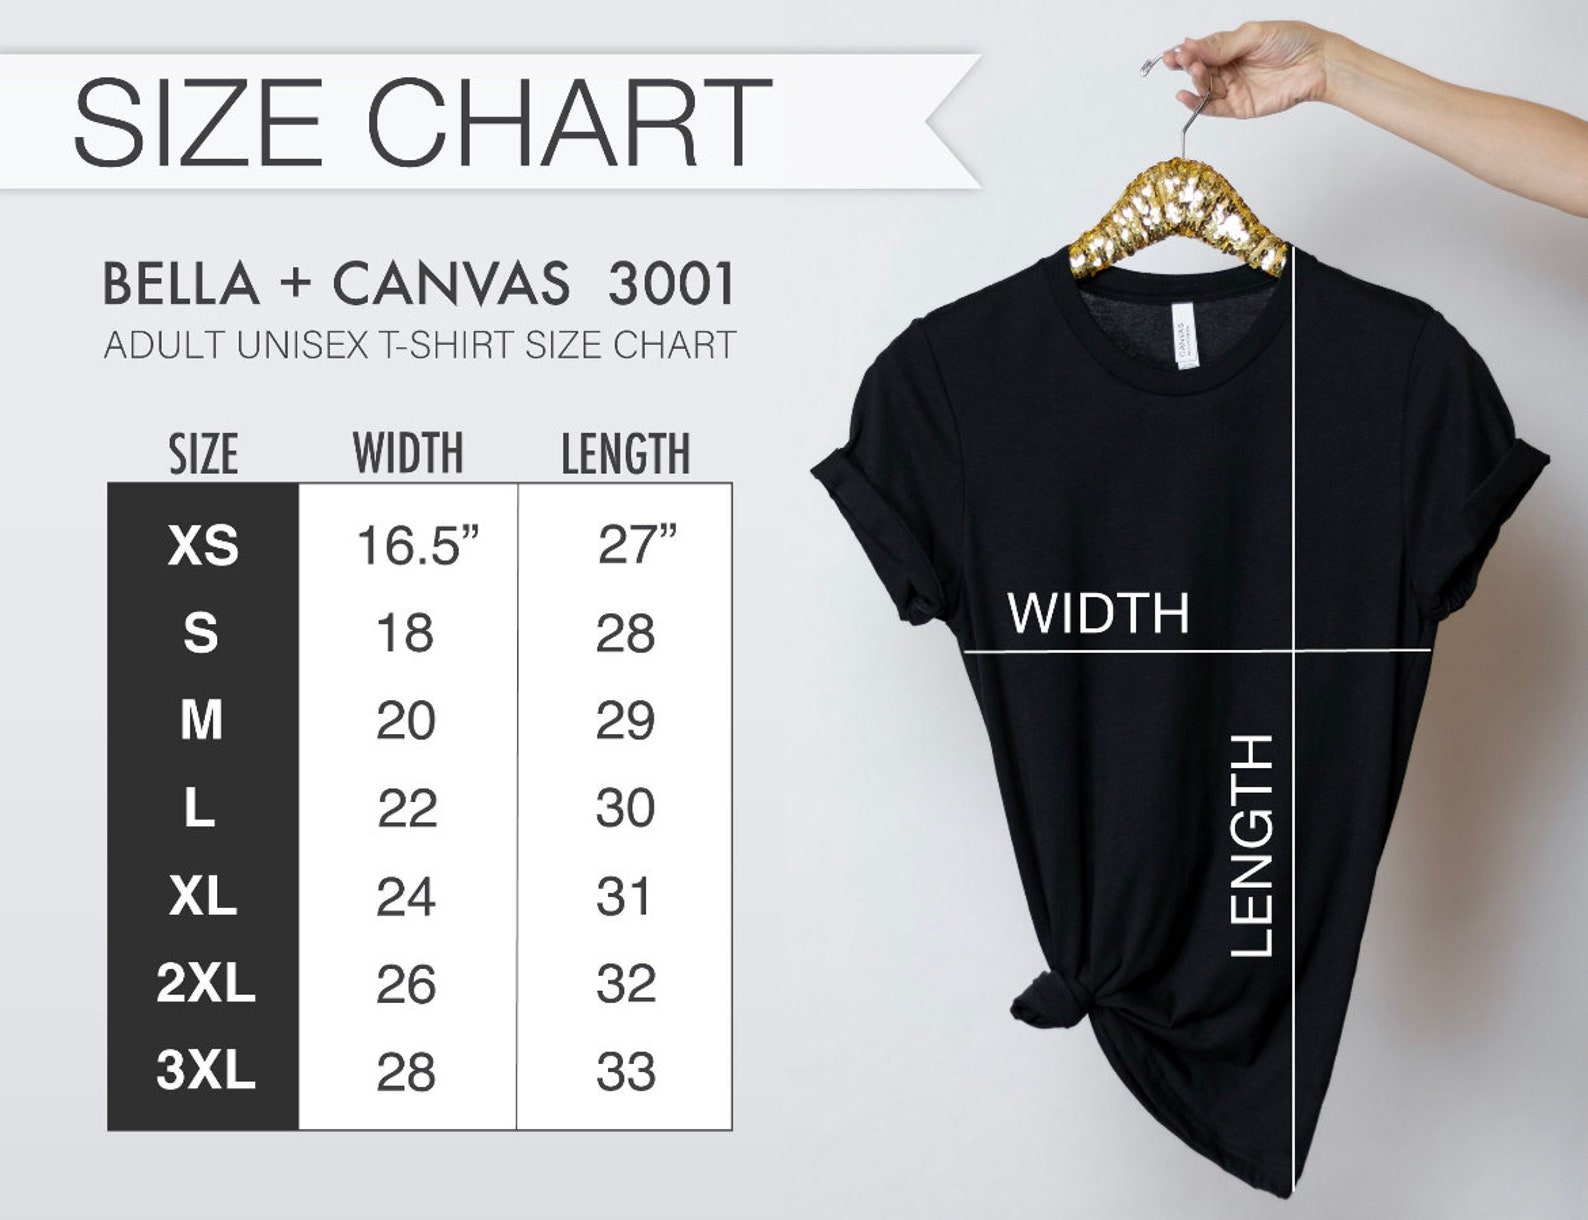 SIZE CHART
BELLA + CANVAS 3001
ADULT UNISEX T-SHIRT SIZE CHART
SIZE WIDTH LENGTH
XS 16.5” 27”
S 18 28
M 20 29
L 22 30
XL 24 31
2XL 26 32
3XL 28 33
CANVAS
WIDTH
LENGTH